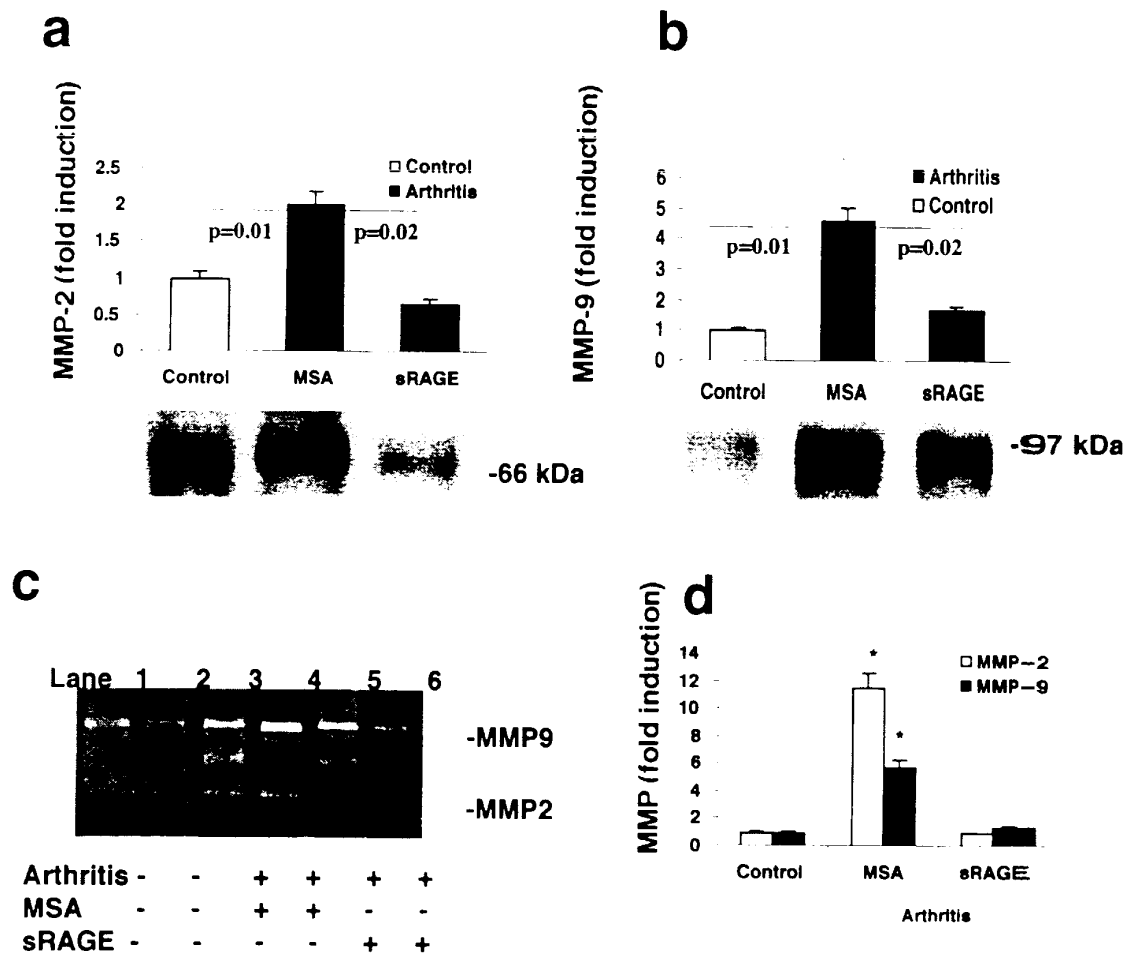 a
MMP-2 (fold induction)
2.5
2
1.5
1
0.5
0
Control
Arthritis
p=0.01
p=0.02
Control MSA sRAGE
-66 kDa
b
MMP-9 (fold induction)
6
5
4
3
2
1
0
Arthritis
Control
p=0.01
p=0.02
Control MSA sRAGE
-97 kDa
c
Lane 1 2 3 4 5 6
-MMP9
-MMP2
Arthritis - - + + + +
MSA - - + + - -
sRAGE - - - - + +
d
MMP (fold induction)
14
12
10
8
6
4
2
0
MMP-2
MMP-9
*
*
Control MSA sRAGE
Arthritis